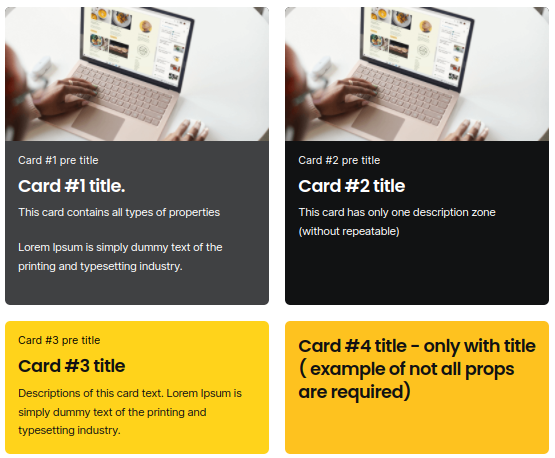 Card #1 pre title
Card #1 title.
This card contains all types of properties
Lorem Ipsum is simply dummy text of the
printing and typesetting industry.
Card #2 pre title
Card #2 title
This card has only one description zone
(without repeatable)
Card #3 pre title
Card #3 title
Descriptions of this card text. Lorem Ipsum is
simply dummy text of the printing and
typesetting industry.
Card #4 title - only with title
( example of not all props
are required)